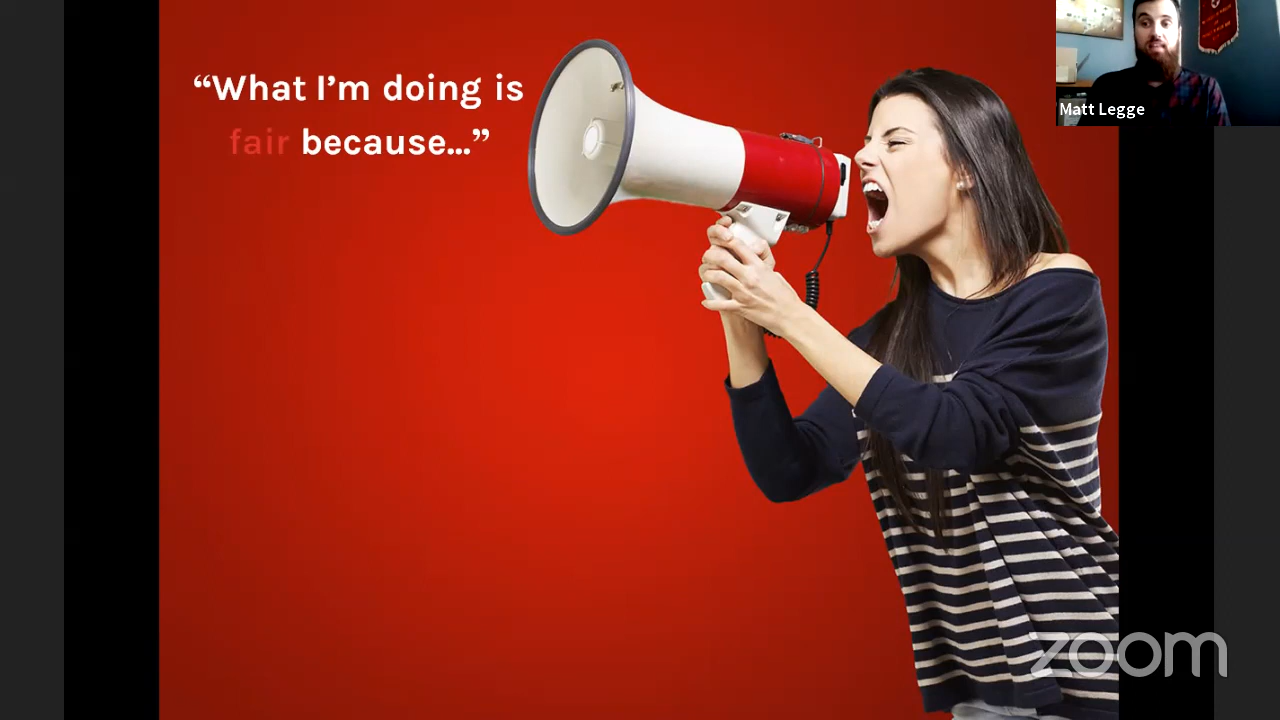 “What I’m doing is
fair because...”
Matt Legge
zoom